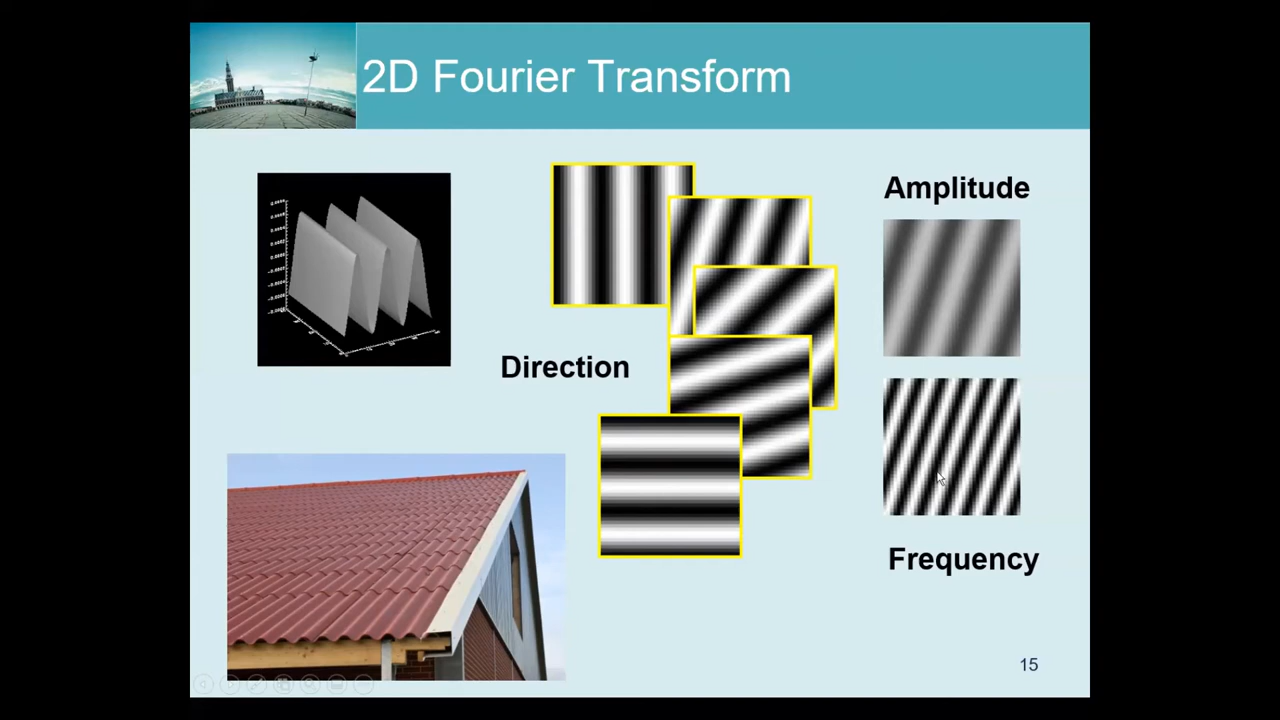 2D Fourier Transform
Amplitude
Direction
Frequency
15